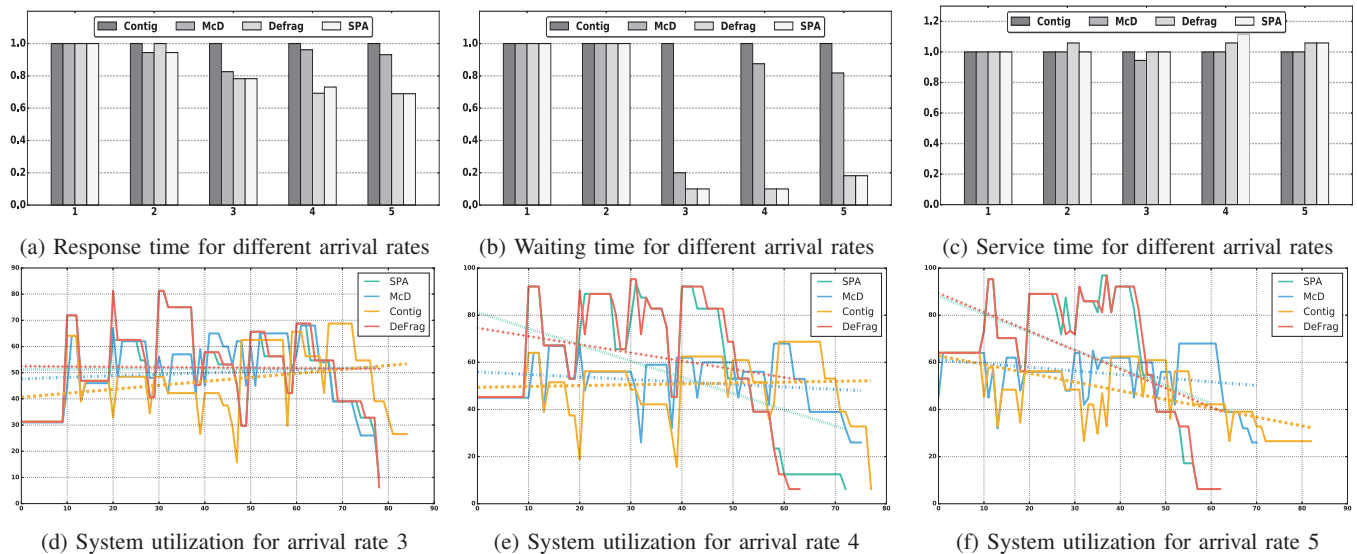 Contig McD Defrag SPA
1.0
0.8
0.6
0.4
0.2
0.0
1 2 3 4 5
(a) Response time for different arrival rates
Contig McD Defrag SPA
1.0
0.8
0.6
0.4
0.2
0.0
1 2 3 4 5
(b) Waiting time for different arrival rates
Contig McD Defrag SPA
1.2
1.0
0.8
0.6
0.4
0.2
0.0
1 2 3 4 5
(c) Service time for different arrival rates
SPA
McD
Contig
DeFrag
90
80
70
60
50
40
30
20
10
0
0 10 20 30 40 50 60 70 80 90
(d) System utilization for arrival rate 3
SPA
McD
Contig
DeFrag
100
80
60
40
20
0
0 10 20 30 40 50 60 70 80
(e) System utilization for arrival rate 4
SPA
McD
Contig
DeFrag
100
80
60
40
20
0
0 10 20 30 40 50 60 70 80 90
(f) System utilization for arrival rate 5